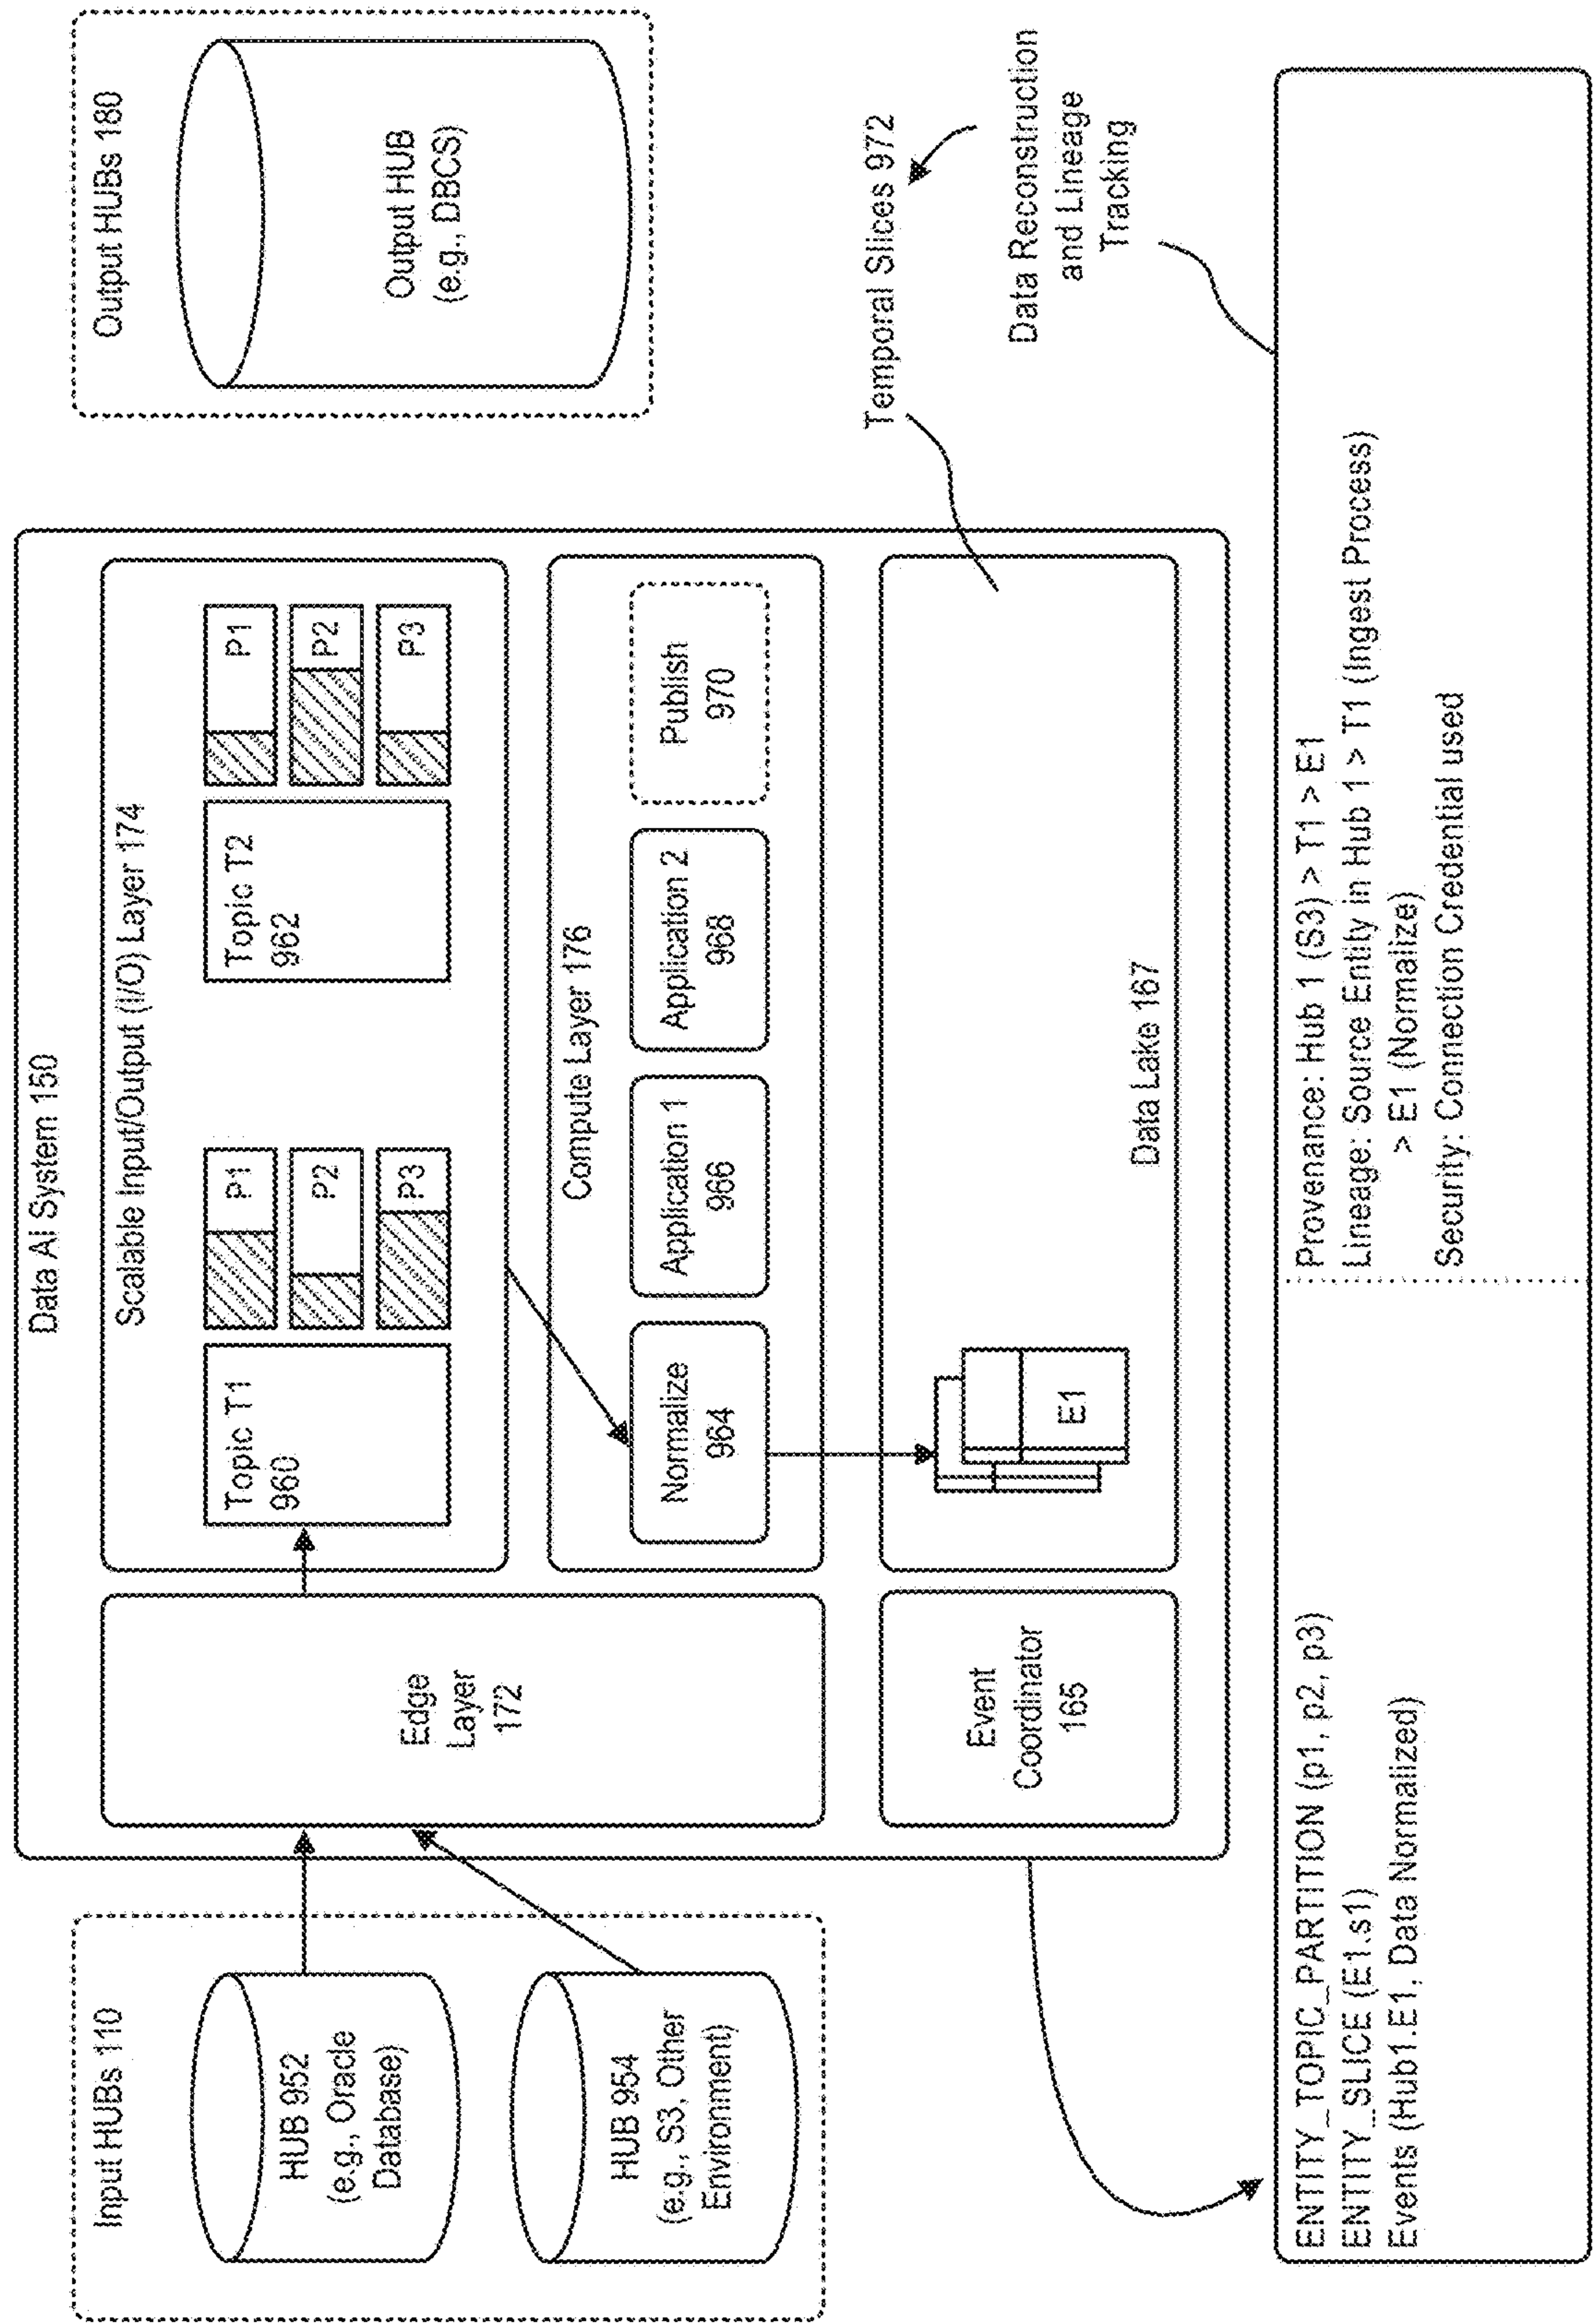 Data AI System 150
Input HUBs 110
HUB 952
(e.g., Oracle
Database)
HUB 954
(e.g., S3, Other
Environment)
Edge
Layer
172
Event
Coordinator
165
Scalable Input/Output (I/O) Layer 174
Topic T1
960
P1
P2
P3
Topic T2
962
P1
P2
P3
Compute Layer 176
Normalize
964
Application 1
966
Application 2
968
Publish
970
E1
Data Lake 167
Output HUBs 180
Output HUB
(e.g., DBCS)
Temporal Slices 972
Data Reconstruction
and Lineage
Tracking
ENTITY_TOPIC_PARTITION (p1, p2, p3)
ENTITY_SLICE (E1.s1)
Events (Hub1.E1, Data Normalized)
Provenance: Hub 1 (S3) > T1 > E1
Lineage: Source Entity in Hub 1 > T1 (Ingest Process)
> E1 (Normalize)
Security: Connection Credential used